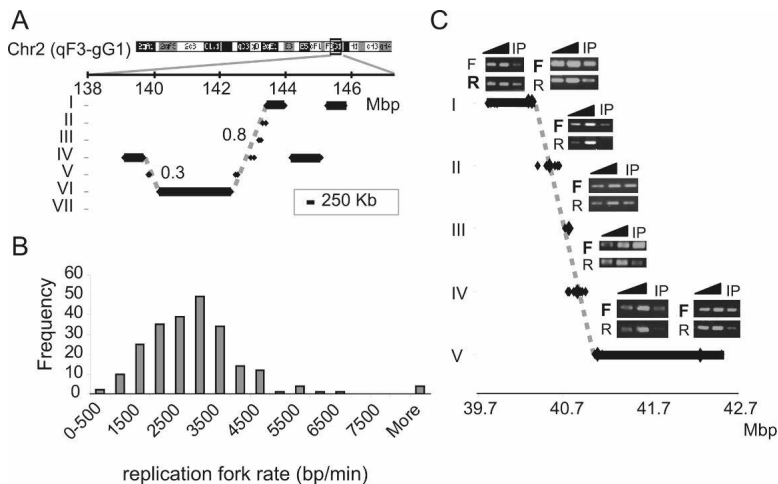 A
Chr2 (qF3-gG1)
138 140 142 144 146
Mbp
I
II
III
IV
V
VI
VII
0.8
0.3
250 Kb
B
Frequency
60
50
40
30
20
10
0
0-500
1500
2500
3500
4500
5500
6500
7500
More
replication fork rate (bp/min)
C
IP IP
F F
R R
I
IP
F
R
II
IP
F
R
III
IP
F
R
IV
IP IP
F F
R R
V
39.7 40.7 41.7 42.7
Mbp